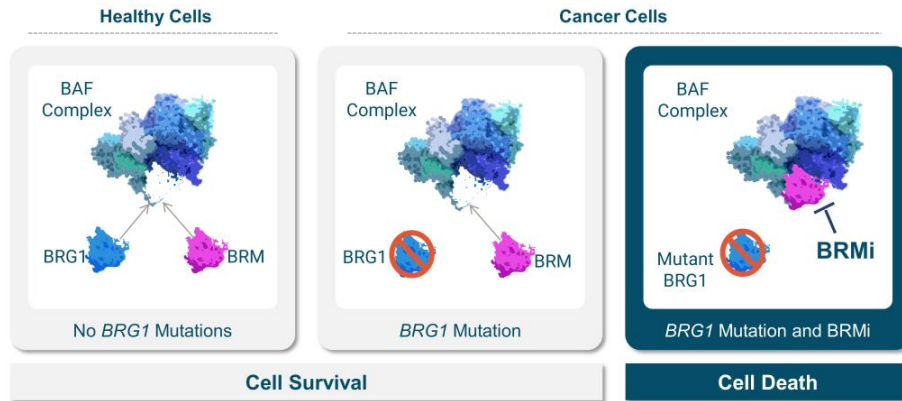 Healthy Cells
Cancer Cells
BAF
Complex
BRG1
BRM
No BRG1 Mutations
BAF
Complex
BRG1
BRM
BRG1 Mutation
BAF
Complex
Mutant
BRG1
BRMi
BRG1 Mutation and BRMi
Cell Survival
Cell Death